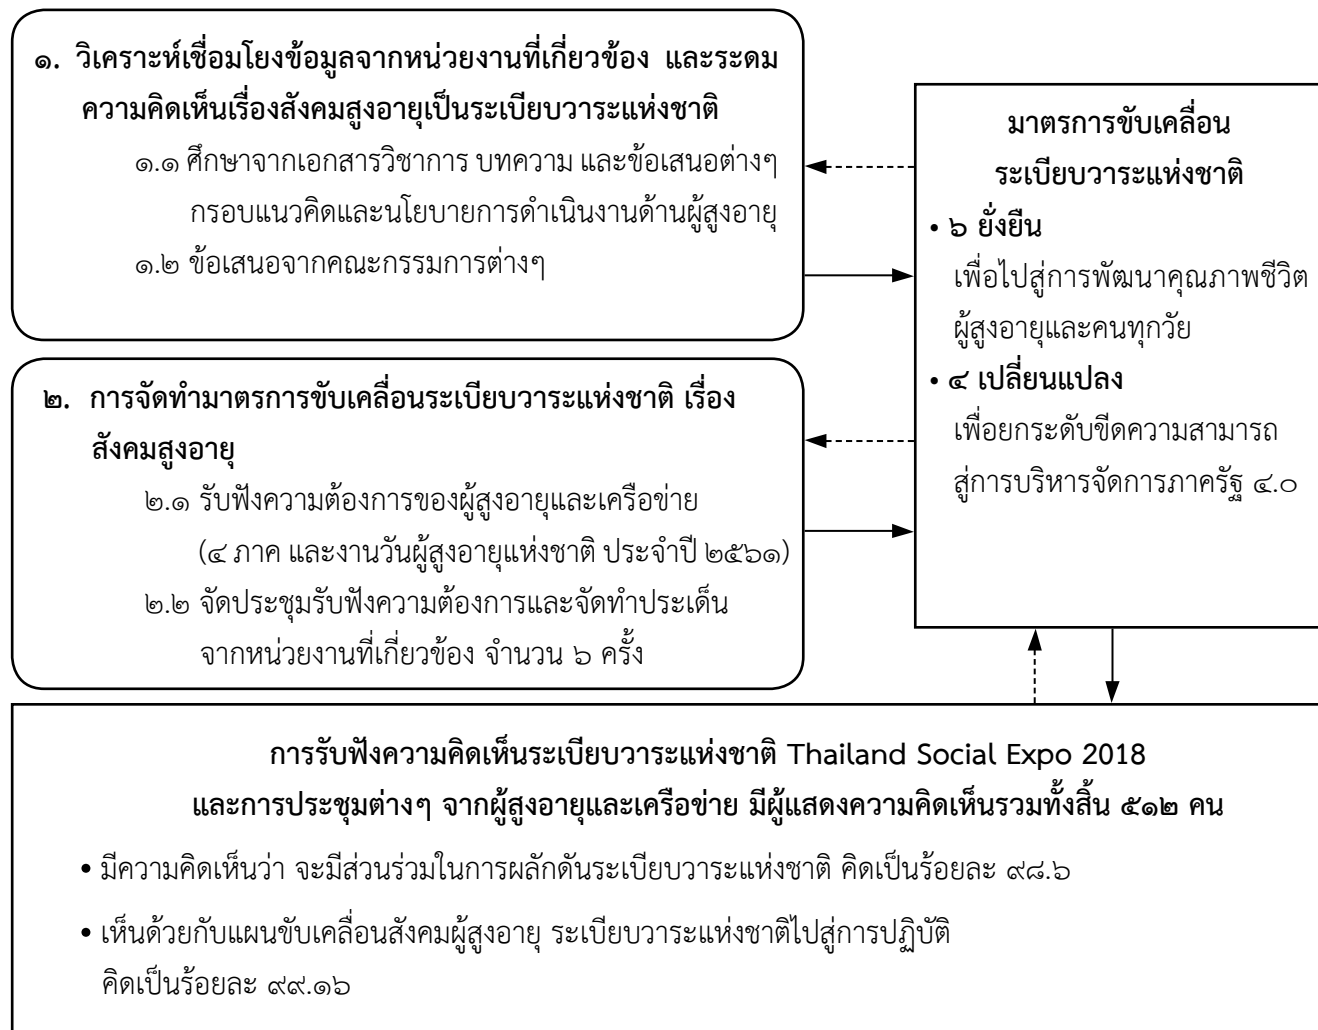 ๑. วิเคราะห์เชื่อมโยงข้อมูลจากหน่วยงานที่เกี่ยวข้อง และระดม
ความคิดเห็นเรื่องสังคมสูงอายุเป็นระเบียบวาระแห่งชาติ
๑.๑ ศึกษาจากเอกสารวิชาการ บทความ และข้อเสนอต่างๆ
กรอบแนวคิดและนโยบายการดำเนินงานด้านผู้สูงอายุ
๑.๒ ข้อเสนอจากคณะกรรมการต่างๆ
๒. การจัดทำมาตรการขับเคลื่อนระเบียบวาระแห่งชาติ เรื่อง
สังคมสูงอายุ
๒.๑ รับฟังความต้องการของผู้สูงอายุและเครือข่าย
(๔ ภาค และงานวันผู้สูงอายุแห่งชาติ ประจำปี ๒๕๖๑)
๒.๒ จัดประชุมรับฟังความต้องการและจัดทำประเด็น
จากหน่วยงานที่เกี่ยวข้อง จำนวน ๖ ครั้ง
มาตรการขับเคลื่อน
ระเบียบวาระแห่งชาติ
• ๖ ยั่งยืน
เพื่อไปสู่การพัฒนาคุณภาพชีวิต
ผู้สูงอายุและคนทุกวัย
• ๔ เปลี่ยนแปลง
เพื่อยกระดับขีดความสามารถ
สู่การบริหารจัดการภาครัฐ ๔.๐
การรับฟังความคิดเห็นระเบียบวาระแห่งชาติ Thailand Social Expo 2018
และการประชุมต่างๆ จากผู้สูงอายุและเครือข่าย มีผู้แสดงความคิดเห็นรวมทั้งสิ้น ๕๑๒ คน
• มีความคิดเห็นว่า จะมีส่วนร่วมในการผลักดันระเบียบวาระแห่งชาติ คิดเป็นร้อยละ ๙๘.๖
• เห็นด้วยกับแผนขับเคลื่อนสังคมผู้สูงอายุ ระเบียบวาระแห่งชาติไปสู่การปฏิบัติ
คิดเป็นร้อยละ ๙๙.๑๖